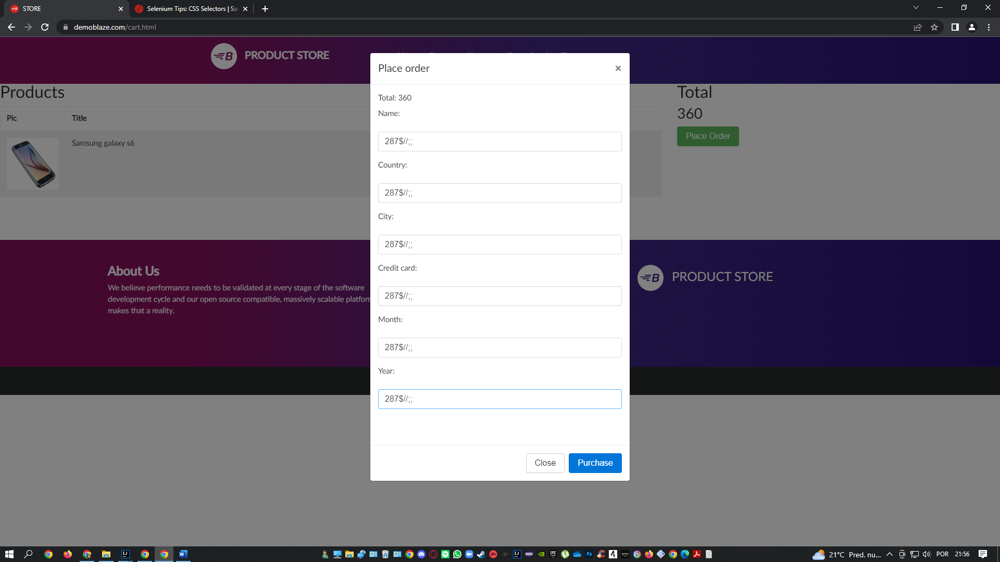 STORE
Selenium Tips: CSS Selectors | Sa
demoblaze.com/cart.html
PRODUCT STORE
Place order
×
Products
Total: 360
Total
Name:
360
Pic
Title
Place Order
Samsung galaxy s6
287$//;;
Country:
287$//;;
City:
287$//;;
Credit card:
About Us
PRODUCT STORE
We believe performance needs to be validated at every stage of the software
development cycle and our open source compatible, massively scalable platform
makes that a reality.
287$//;;
Month:
287$//;;
Year:
287$//;;
Close
Purchase
21°C Pred. nu...
POR
21:56